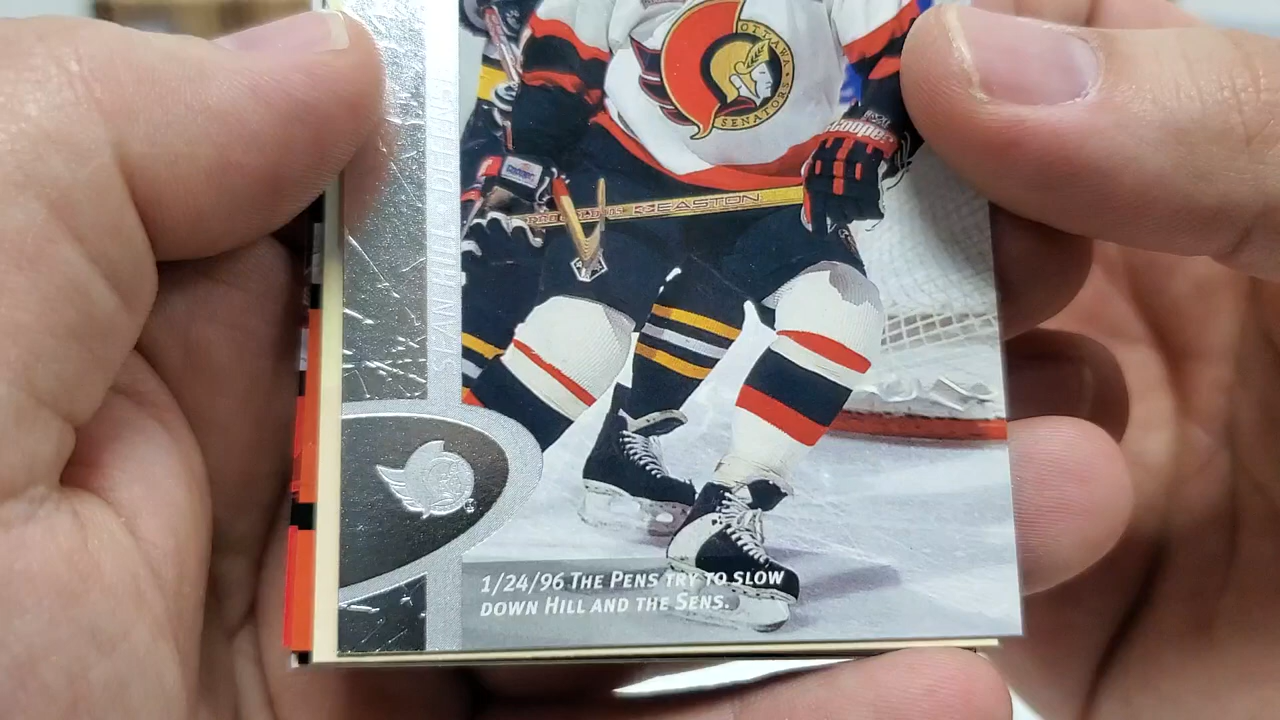 OTTAWA
SENATORS
Cooper
EASTON
SEAN HILL • DEFENSE
1/24/96 THE PENS TRY TO SLOW
DOWN HILL AND THE SENS.